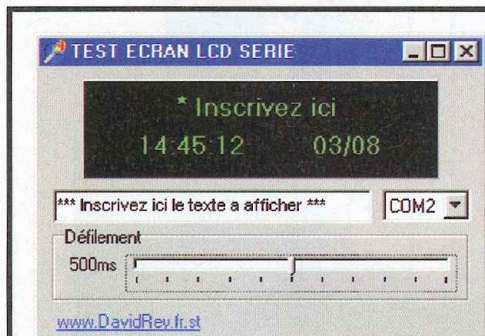 TEST ECRAN LCD SERIE
* Inscrivez ici
14:45:12 03/08
*** Inscrivez ici le texte a afficher *** COM2
Défilement
500ms
www.DavidRey.fr.st